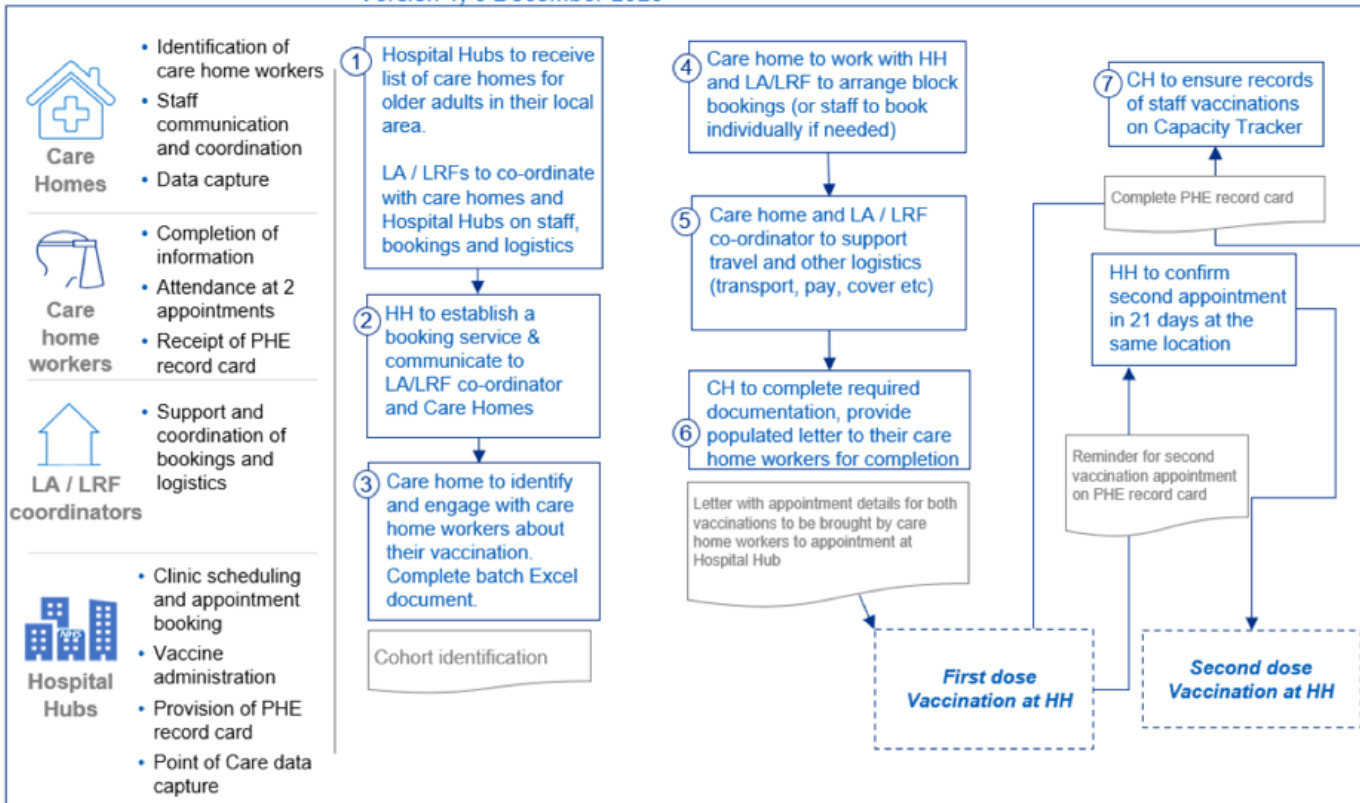 Care
Homes
• Identification of
care home workers
• Staff
communication
and coordination
• Data capture
Care
home
workers
• Completion of
information
• Attendance at 2
appointments
• Receipt of PHE
record card
LA / LRF
coordinators
• Support and
coordination of
bookings and
logistics
NHS
Hospital
Hubs
• Clinic scheduling
and appointment
booking
• Vaccine
administration
• Provision of PHE
record card
• Point of Care data
capture
1
Hospital Hubs to receive
list of care homes for
older adults in their local
area.
LA / LRFs to co-ordinate
with care homes and
Hospital Hubs on staff,
bookings and logistics
2
HH to establish a
booking service &
communicate to
LA/LRF co-ordinator
and Care Homes
3
Care home to identify
and engage with care
home workers about
their vaccination.
Complete batch Excel
document.
Cohort identification
4
Care home to work with HH
and LA/LRF to arrange block
bookings (or staff to book
individually if needed)
5
Care home and LA / LRF
co-ordinator to support
travel and other logistics
(transport, pay, cover etc)
6
CH to complete required
documentation, provide
populated letter to their care
home workers for completion
Letter with appointment details for both
vaccinations to be brought by care
home workers to appointment at
Hospital Hub
First dose
Vaccination at HH
7
CH to ensure records
of staff vaccinations
on Capacity Tracker
Complete PHE record card
HH to confirm
second appointment
in 21 days at the
same location
Reminder for second
vaccination appointment
on PHE record card
Second dose
Vaccination at HH